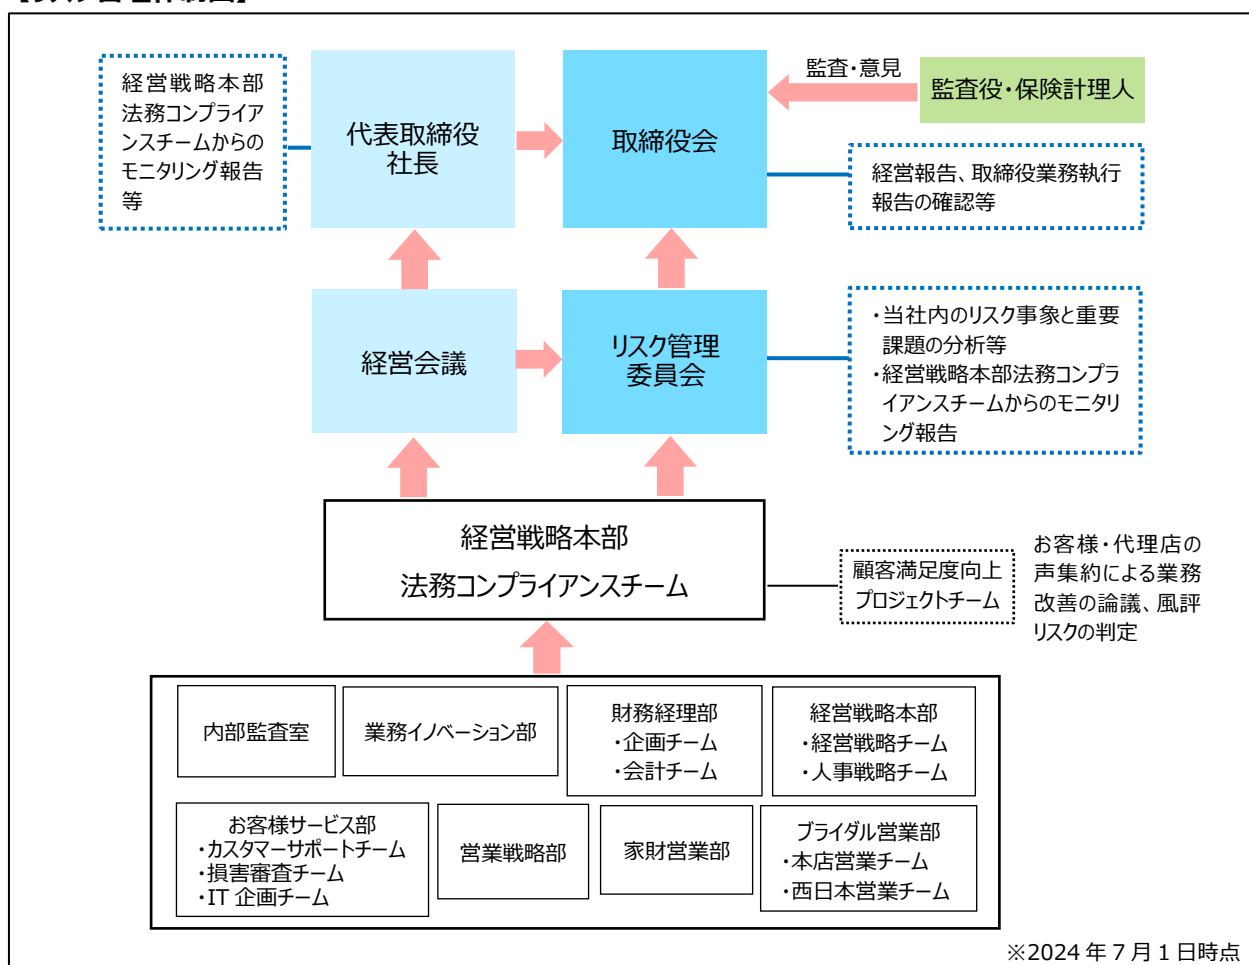 【リスク管理体制図】
経営戦略本部
法務コンプライア
ンスチームからの
モニタリング報告
等
代表取締役
社長
取締役会
監査・意見
監査役・保険計理人
経営報告、取締役業務執行
報告の確認等
経営会議
リスク管理
委員会
・当社内のリスク事象と重要
課題の分析等
・経営戦略本部法務コンプラ
イアンスチームからのモニタリ
ング報告
経営戦略本部
法務コンプライアンスチーム
顧客満足度向上
プロジェクトチーム
お客様・代理店の
声集約による業務
改善の論議、風評
リスクの判定
内部監査室
業務イノベーション部
財務経理部
・企画チーム
・会計チーム
経営戦略本部
・経営戦略チーム
・人事戦略チーム
お客様サービス部
・カスタマーサポートチーム
・損害審査チーム
・IT 企画チーム
営業戦略部
家財営業部
ブライダル営業部
・本店営業チーム
・西日本営業チーム
※2024 年 7 月 1 日時点